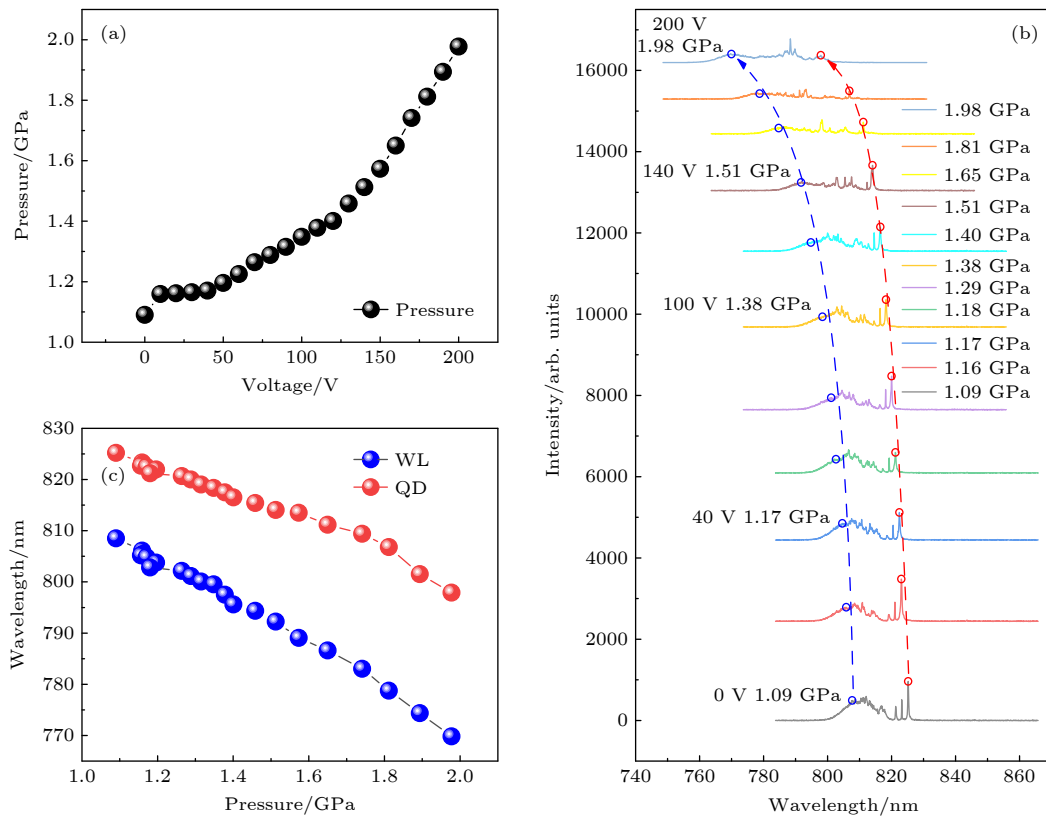 (a)
2.0
1.8
1.6
1.4
1.2
1.0
Pressure/GPa
0
50
100
150
200
Voltage/V
Pressure
(c)
830
820
810
800
790
780
770
Wavelength/nm
WL
QD
1.0
1.2
1.4
1.6
1.8
2.0
Pressure/GPa
(b)
200 V
1.98 GPa
140 V 1.51 GPa
100 V 1.38 GPa
40 V 1.17 GPa
0 V 1.09 GPa
1.98 GPa
1.81 GPa
1.65 GPa
1.51 GPa
1.40 GPa
1.38 GPa
1.29 GPa
1.18 GPa
1.17 GPa
1.16 GPa
1.09 GPa
16000
14000
12000
10000
8000
6000
4000
2000
0
Intensity/arb. units
740
760
780
800
820
840
860
Wavelength/nm